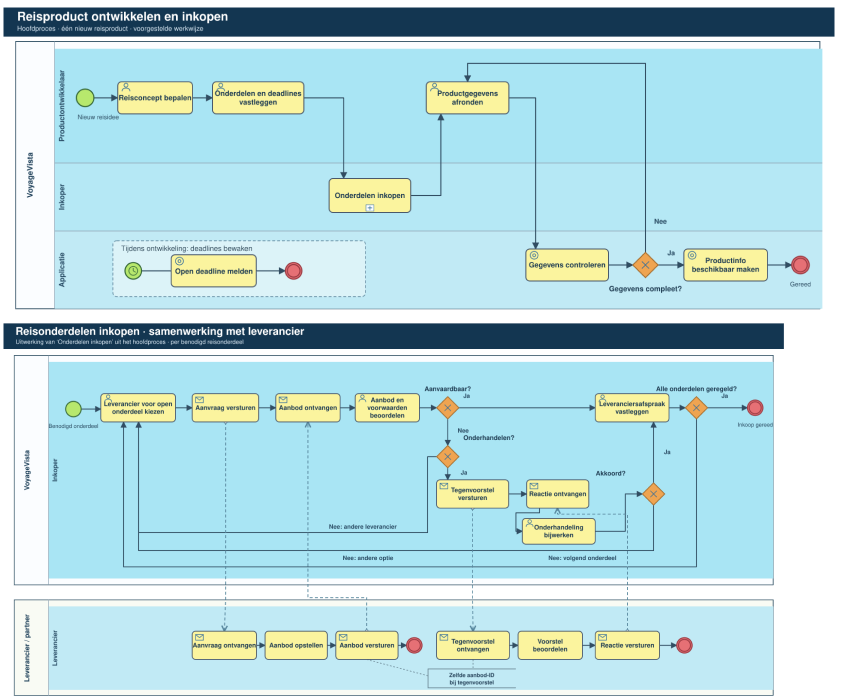 Reisproduct ontwikkelen en inkopen
Hoofdproces · één nieuw reisproduct · voorgestelde werkwijze
VoyageVista
Productontwikkelaar
Nieuw reisidee
Reisconcept bepalen
Onderdelen en deadlines
vastleggen
Productgegevens
afronden
Inkoper
Onderdelen inkopen
Nee
Applicatie
Tijdens ontwikkeling: deadlines bewaken
Open deadline melden
Gegevens controleren
Ja
Gegevens compleet?
Productinfo
beschikbaar maken
Gereed
Reisonderdelen inkopen · samenwerking met leverancier
Uitwerking van 'Onderdelen inkopen' uit het hoofdproces · per benodigd reisonderdeel
VoyageVista
Inkoper
Benodigd onderdeel
Leverancier voor open
onderdeel kiezen
Aanvraag versturen
Aanbod ontvangen
Aanbod en
voorwaarden
beoordelen
Aanvaardbaar?
Ja
Nee
Onderhandelen?
Ja
Leveranciersafspraak
vastleggen
Alle onderdelen geregeld?
Ja
Inkoop gereed
Tegenvoorstel
versturen
Reactie ontvangen
Akkoord?
Ja
Onderhandeling
bijwerken
Nee: andere leverancier
Nee: andere optie
Nee: volgend onderdeel
Leverancier / partner
Leverancier
Aanvraag ontvangen
Aanbod opstellen
Aanbod versturen
Tegenvoorstel
ontvangen
Voorstel
beoordelen
Reactie versturen
Zelfde aanbod-ID
bij tegenvoorstel